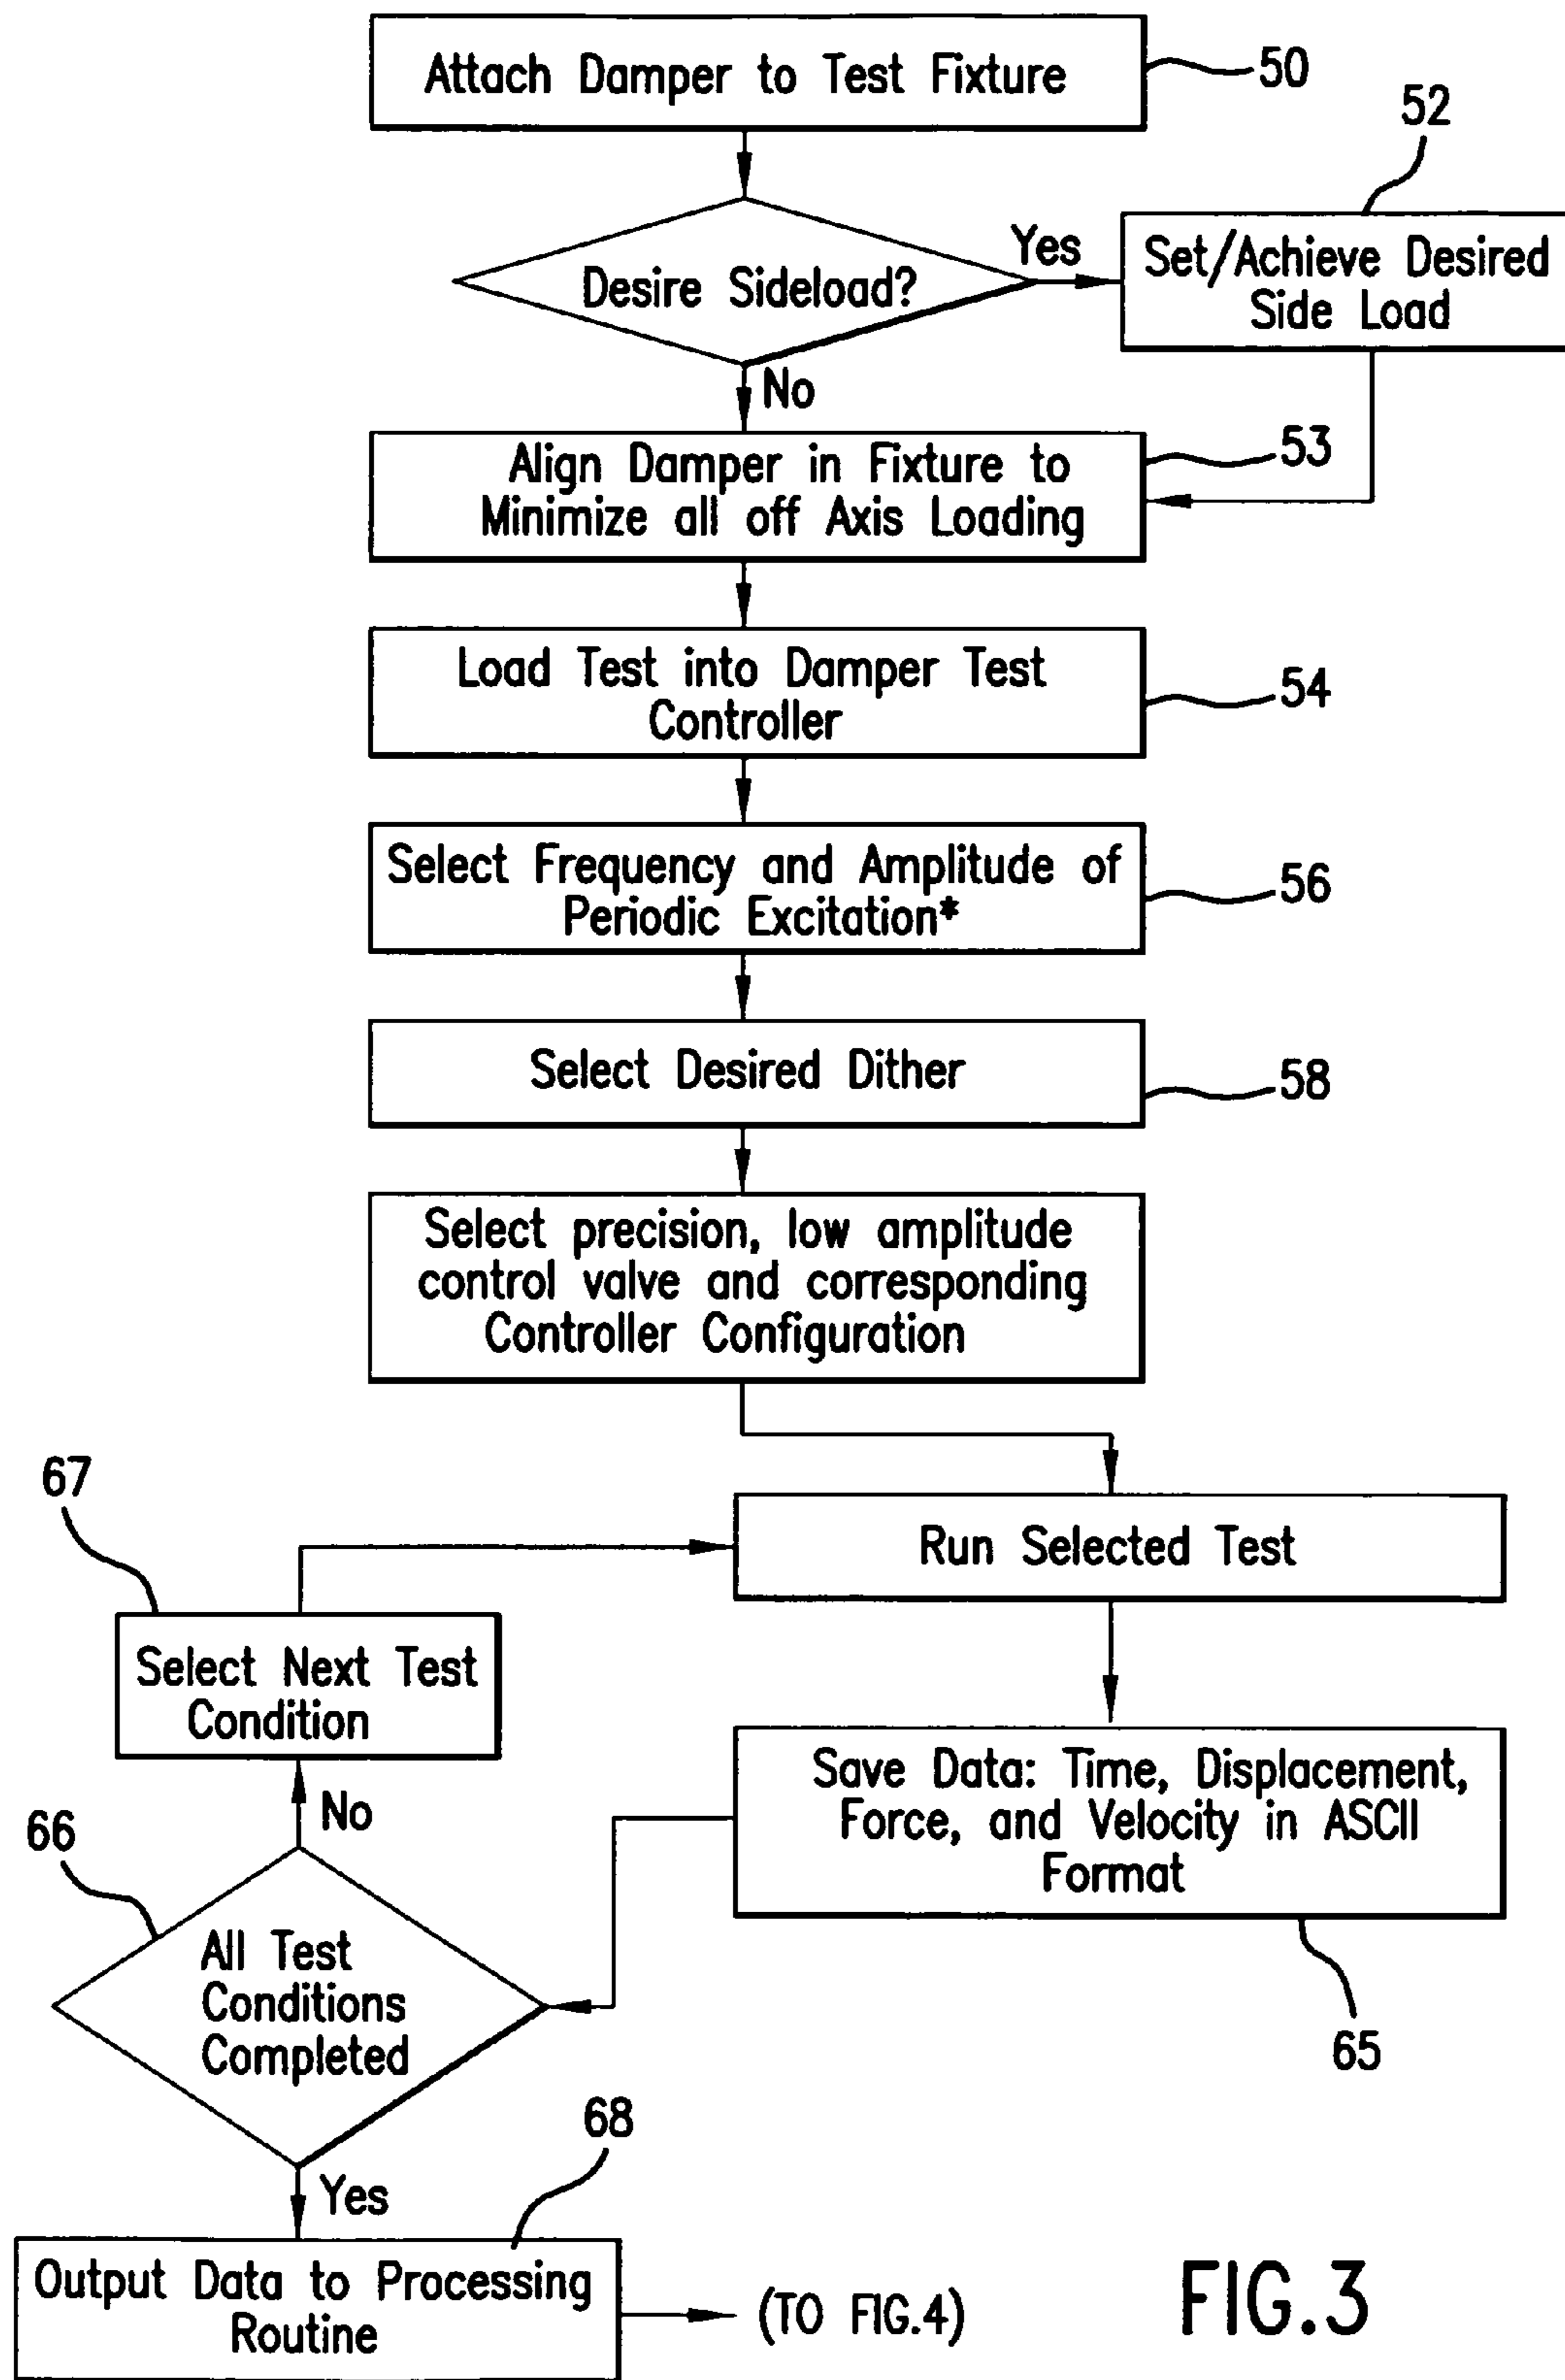 Attach Damper to Test Fixture
50
52
Desire Sideload?
Yes
Set/Achieve Desired
Side Load
No
Align Damper in Fixture to
Minimize all off Axis Loading
53
Load Test into Damper Test
Controller
54
Select Frequency and Amplitude of
Periodic Excitation*
56
Select Desired Dither
58
Select precision, low amplitude
control valve and corresponding
Controller Configuration
67
Run Selected Test
Select Next Test
Condition
No
Save Data: Time, Displacement,
Force, and Velocity in ASCII
Format
65
66
All Test
Conditions
Completed
Yes
68
Output Data to Processing
Routine
(TO FIG.4)
FIG.3